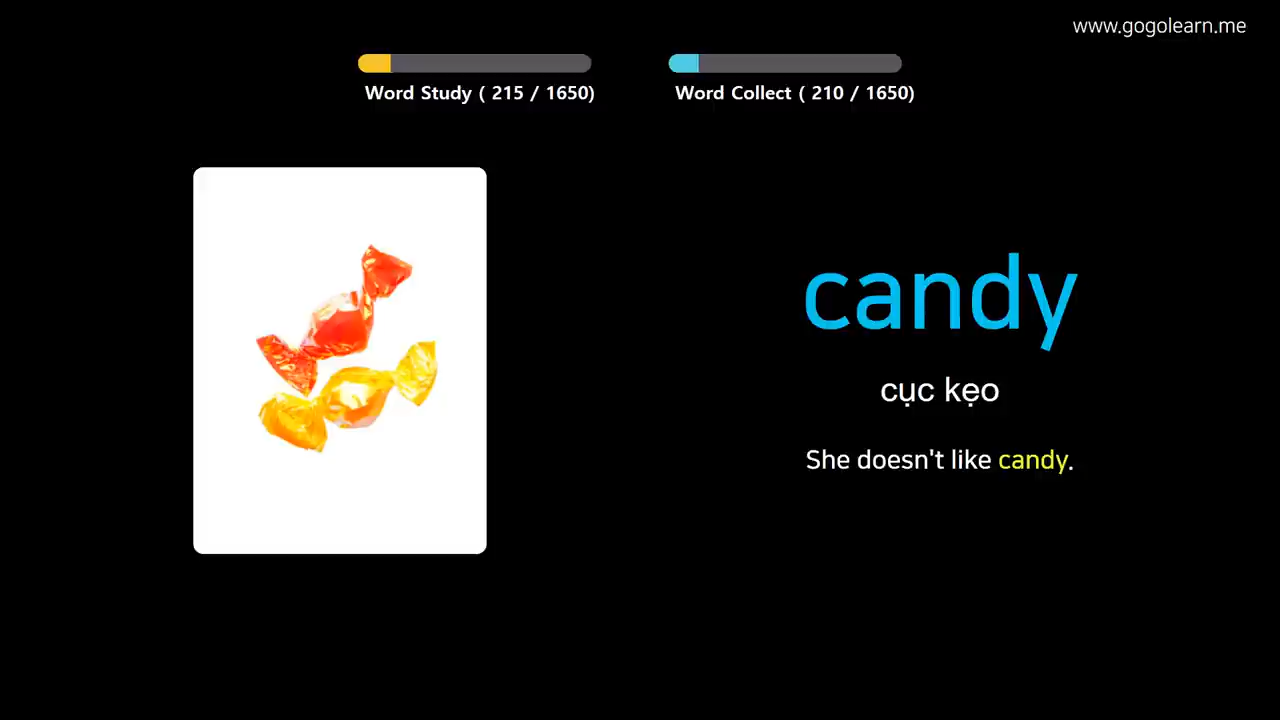 www.gogolearn.me
Word Study ( 215 / 1650)
Word Collect ( 210 / 1650)
candy
cục kẹo
She doesn't like candy.